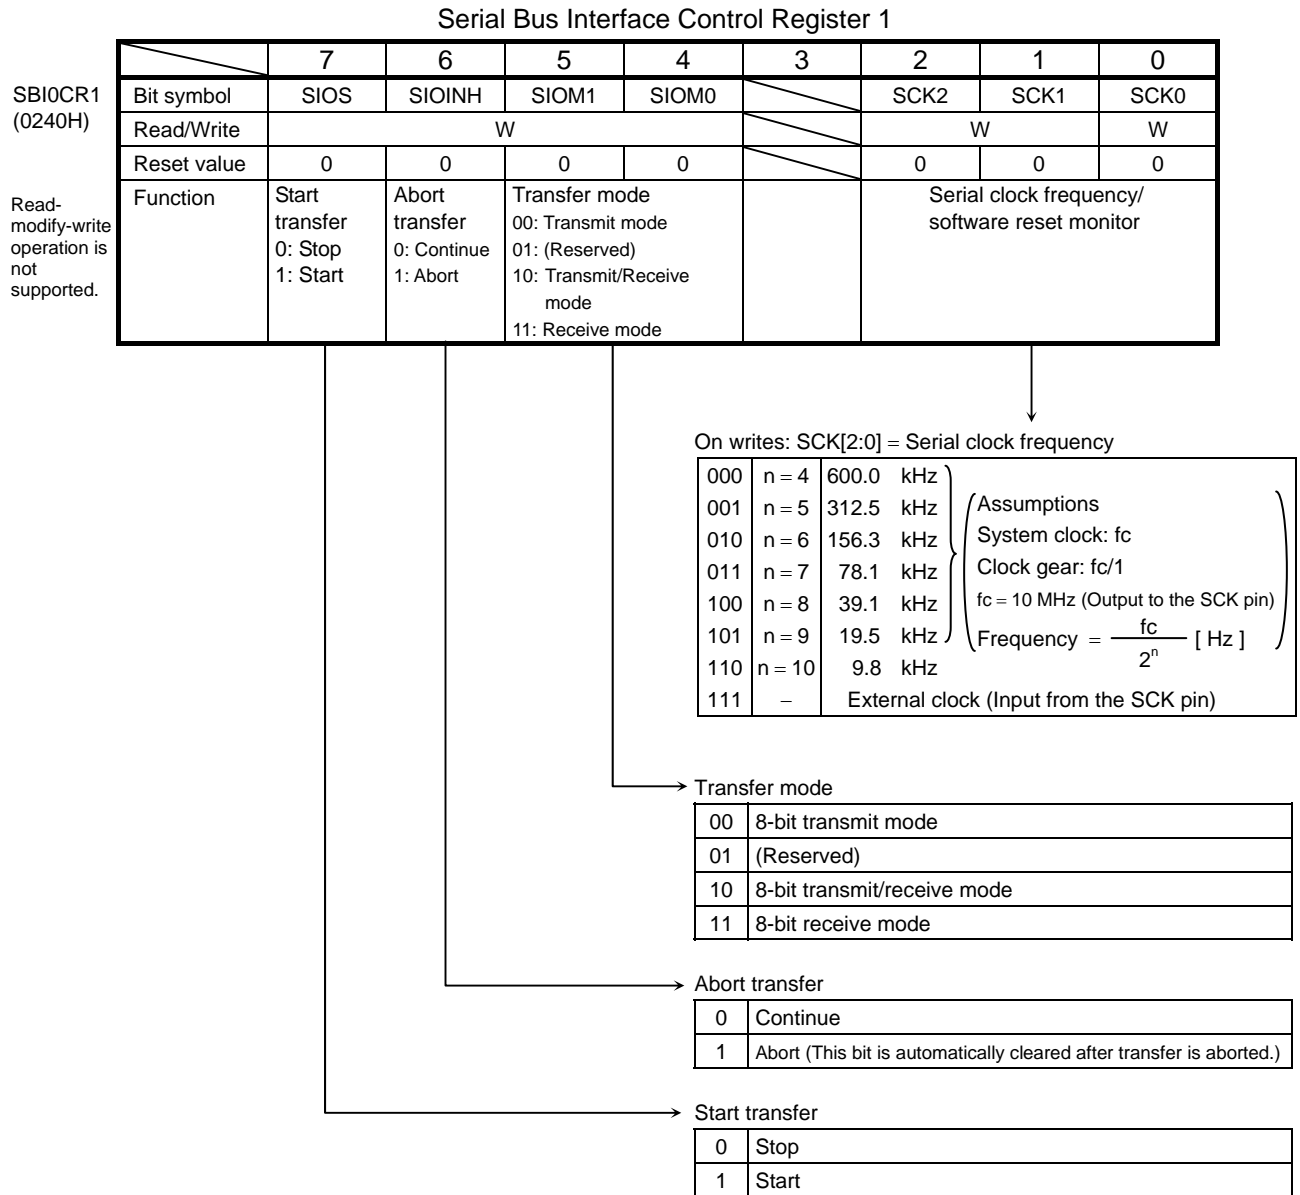 Serial Bus Interface Control Register 1
7 6 5 4 3 2 1 0
SBI0CR1
(0240H)
Bit symbol SIOS SIOINH SIOM1 SIOM0 SCK2 SCK1 SCK0
Read/Write W W W
Reset value 0 0 0 0 0 0 0
Read-
modify-write
operation is
not
supported.
Function
Start
transfer
0: Stop
1: Start
Abort
transfer
0: Continue
1: Abort
Transfer mode
00: Transmit mode
01: (Reserved)
10: Transmit/Receive
mode
11: Receive mode
Serial clock frequency/
software reset monitor
On writes: SCK[2:0] = Serial clock frequency
000 n = 4 600.0 kHz
001 n = 5 312.5 kHz
010 n = 6 156.3 kHz
011 n = 7 78.1 kHz
100 n = 8 39.1 kHz
101 n = 9 19.5 kHz
110 n = 10 9.8 kHz
111 – External clock (Input from the SCK pin)
Assumptions
System clock: fc
Clock gear: fc/1
fc = 10 MHz (Output to the SCK pin)
Frequency = fc / 2^n [ Hz ]
Transfer mode
00 8-bit transmit mode
01 (Reserved)
10 8-bit transmit/receive mode
11 8-bit receive mode
Abort transfer
0 Continue
1 Abort (This bit is automatically cleared after transfer is aborted.)
Start transfer
0 Stop
1 Start